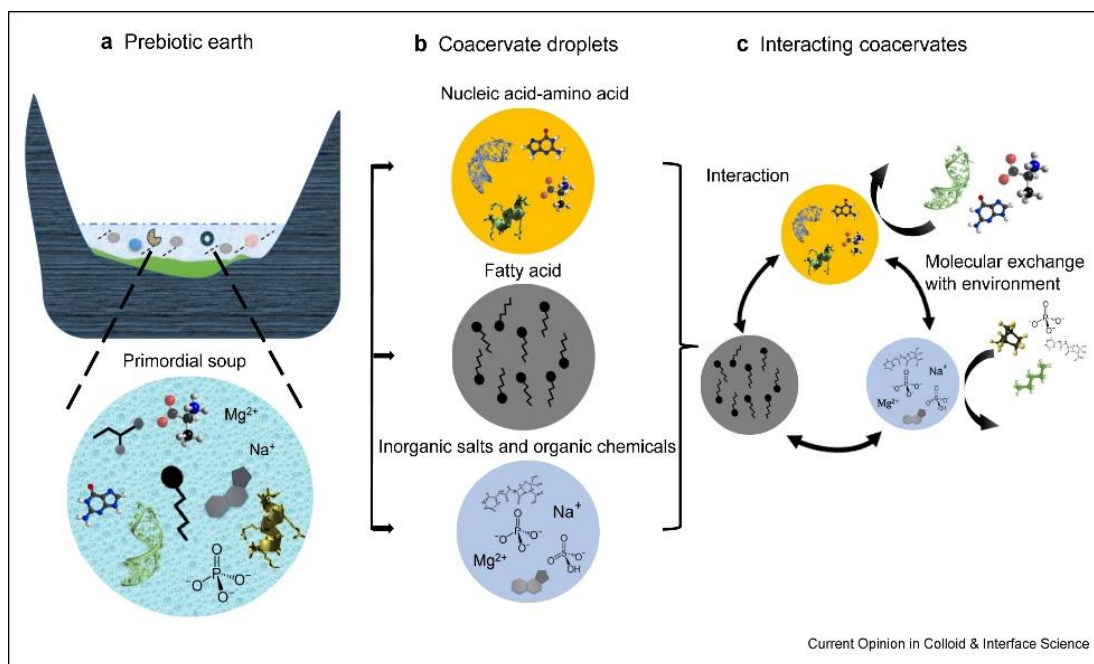 a Prebiotic earth
Primordial soup
Mg²⁺
Na⁺
O
O⁻
P
O⁻
O⁻
b Coacervate droplets
Nucleic acid-amino acid
Fatty acid
Inorganic salts and organic chemicals
Na⁺
O
O⁻
P
O⁻
O⁻
Mg²⁺
O
O⁻
S
O
OH
c Interacting coacervates
Interaction
Molecular exchange
with environment
Na⁺
Mg²⁺
Current Opinion in Colloid & Interface Science